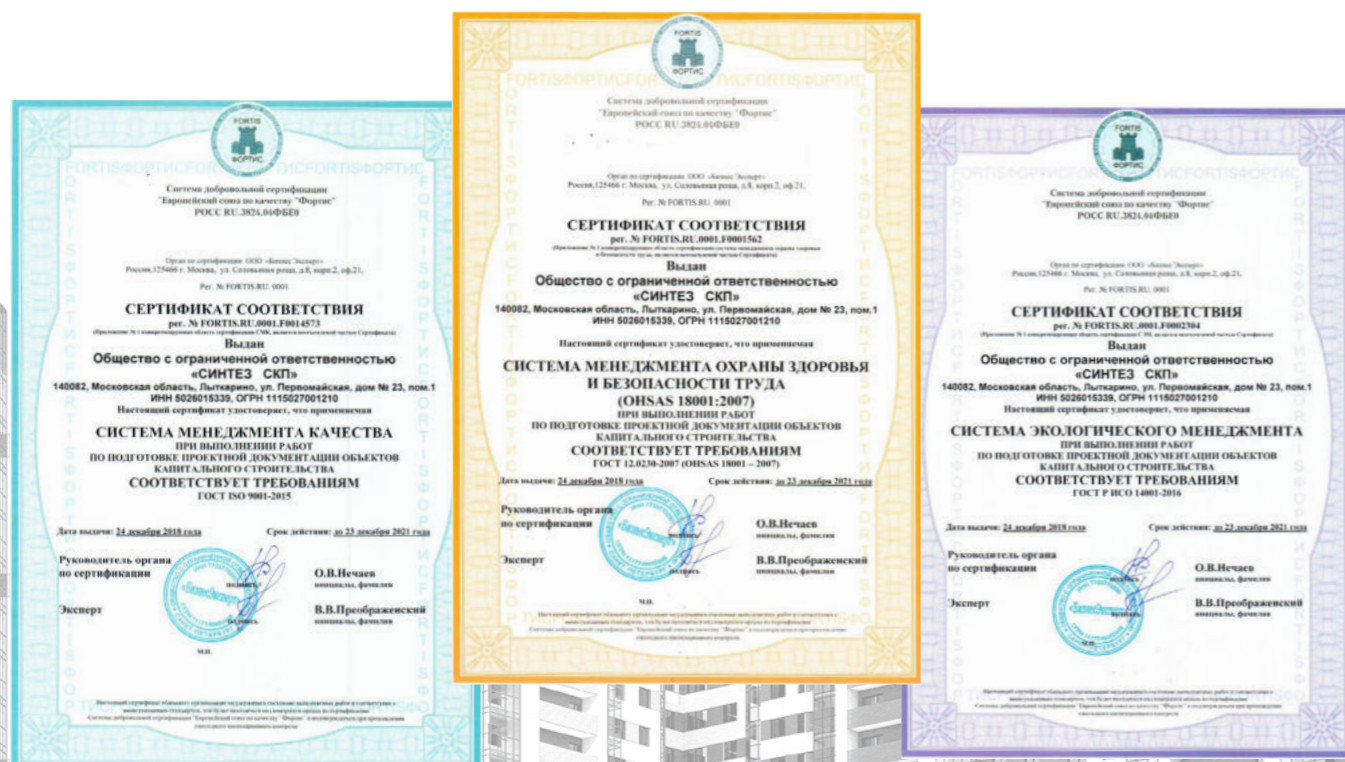 FORTIS
ФОРТИС
Система добровольной сертификации
"Европейский союз по качеству "Фортис"
РОСС RU.3824.04ФБЕ0
Орган по сертификации ООО «Бизнес Эксперт»
Россия,125466 г. Москва, ул. Соловьиная роща, д.8, корп.2, оф.21,
Рег. № FORTIS.RU. 0001
СЕРТИФИКАТ СООТВЕТСТВИЯ
рег. № FORTIS.RU.0001.F0014573
Выдан
Общество с ограниченной ответственностью
«СИНТЕЗ СКП»
140082, Московская область, Лыткарино, ул. Первомайская, дом № 23, пом.1
ИНН 5026015339, ОГРН 1115027001210
Настоящий сертификат удостоверяет, что применяемая
СИСТЕМА МЕНЕДЖМЕНТА КАЧЕСТВА
ПРИ ВЫПОЛНЕНИИ РАБОТ
ПО ПОДГОТОВКЕ ПРОЕКТНОЙ ДОКУМЕНТАЦИИ ОБЪЕКТОВ
КАПИТАЛЬНОГО СТРОИТЕЛЬСТВА
СООТВЕТСТВУЕТ ТРЕБОВАНИЯМ
ГОСТ ISO 9001-2015
Дата выдачи: 24 декабря 2018 года Срок действия: до 23 декабря 2021 года
Руководитель органа
по сертификации О.В.Нечаев
подпись инициалы, фамилия
Эксперт В.В.Преображенский
подпись инициалы, фамилия
«БизнесЭксперт»
М.П.
FORTIS
ФОРТИС
Система добровольной сертификации
"Европейский союз по качеству "Фортис"
РОСС RU.3824.04ФБЕ0
Орган по сертификации ООО «Бизнес Эксперт»
Россия,125466 г. Москва, ул. Соловьиная роща, д.8, корп.2, оф.21,
Рег. № FORTIS.RU. 0001
СЕРТИФИКАТ СООТВЕТСТВИЯ
рег. № FORTIS.RU.0001.F0001562
Выдан
Общество с ограниченной ответственностью
«СИНТЕЗ СКП»
140082, Московская область, Лыткарино, ул. Первомайская, дом № 23, пом.1
ИНН 5026015339, ОГРН 1115027001210
Настоящий сертификат удостоверяет, что применяемая
СИСТЕМА МЕНЕДЖМЕНТА ОХРАНЫ ЗДОРОВЬЯ
И БЕЗОПАСНОСТИ ТРУДА
(OHSAS 18001:2007)
ПРИ ВЫПОЛНЕНИИ РАБОТ
ПО ПОДГОТОВКЕ ПРОЕКТНОЙ ДОКУМЕНТАЦИИ ОБЪЕКТОВ
КАПИТАЛЬНОГО СТРОИТЕЛЬСТВА
СООТВЕТСТВУЕТ ТРЕБОВАНИЯМ
ГОСТ 12.0230-2007 (OHSAS 18001 – 2007)
Дата выдачи: 24 декабря 2018 года Срок действия: до 23 декабря 2021 года
Руководитель органа
по сертификации О.В.Нечаев
подпись инициалы, фамилия
Эксперт В.В.Преображенский
подпись инициалы, фамилия
«БизнесЭксперт»
М.П.
FORTIS
ФОРТИС
Система добровольной сертификации
"Европейский союз по качеству "Фортис"
РОСС RU.3824.04ФБЕ0
Орган по сертификации ООО «Бизнес Эксперт»
Россия,125466 г. Москва, ул. Соловьиная роща, д.8, корп.2, оф.21,
Рег. № FORTIS.RU. 0001
СЕРТИФИКАТ СООТВЕТСТВИЯ
рег. № FORTIS.RU.0001.F0002304
Выдан
Общество с ограниченной ответственностью
«СИНТЕЗ СКП»
140082, Московская область, Лыткарино, ул. Первомайская, дом № 23, пом.1
ИНН 5026015339, ОГРН 1115027001210
Настоящий сертификат удостоверяет, что применяемая
СИСТЕМА ЭКОЛОГИЧЕСКОГО МЕНЕДЖМЕНТА
ПРИ ВЫПОЛНЕНИИ РАБОТ
ПО ПОДГОТОВКЕ ПРОЕКТНОЙ ДОКУМЕНТАЦИИ ОБЪЕКТОВ
КАПИТАЛЬНОГО СТРОИТЕЛЬСТВА
СООТВЕТСТВУЕТ ТРЕБОВАНИЯМ
ГОСТ Р ИСО 14001-2016
Дата выдачи: 24 декабря 2018 года Срок действия: до 23 декабря 2021 года
Руководитель органа
по сертификации О.В.Нечаев
подпись инициалы, фамилия
Эксперт В.В.Преображенский
подпись инициалы, фамилия
«БизнесЭксперт»
М.П.